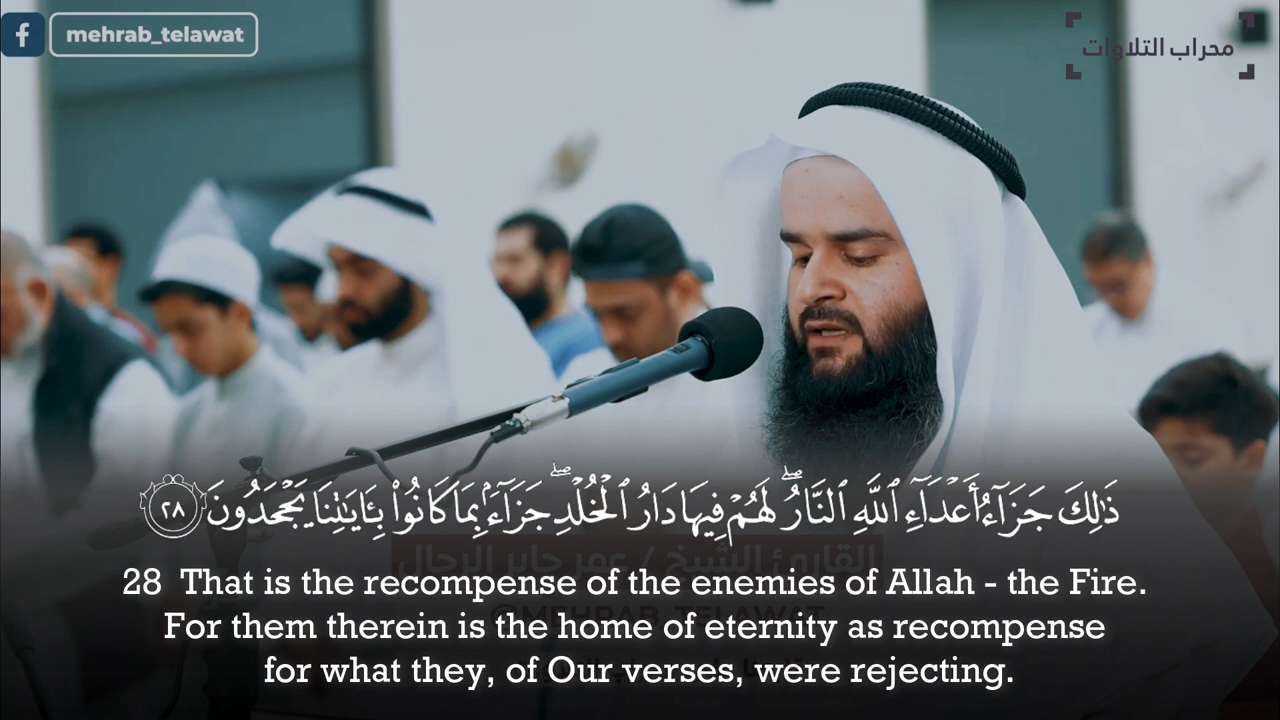 mehrab_telawat
محراب التلاوات
ذَٰلِكَ جَزَآءُ أَعْدَآءِ ٱللَّهِ ٱلنَّارُ ۖ لَهُمْ فِيهَا دَارُ ٱلْخُلْدِ ۖ جَزَآءًۢ بِمَا كَانُوا۟ بِـَٔايَـٰتِنَا يَجْحَدُونَ ٢٨
القارئ الشيخ / عمر جابر الرحال
28 That is the recompense of the enemies of Allah - the Fire.
@MEHRAB_TELAWAT
For them therein is the home of eternity as recompense
for what they, of Our verses, were rejecting.